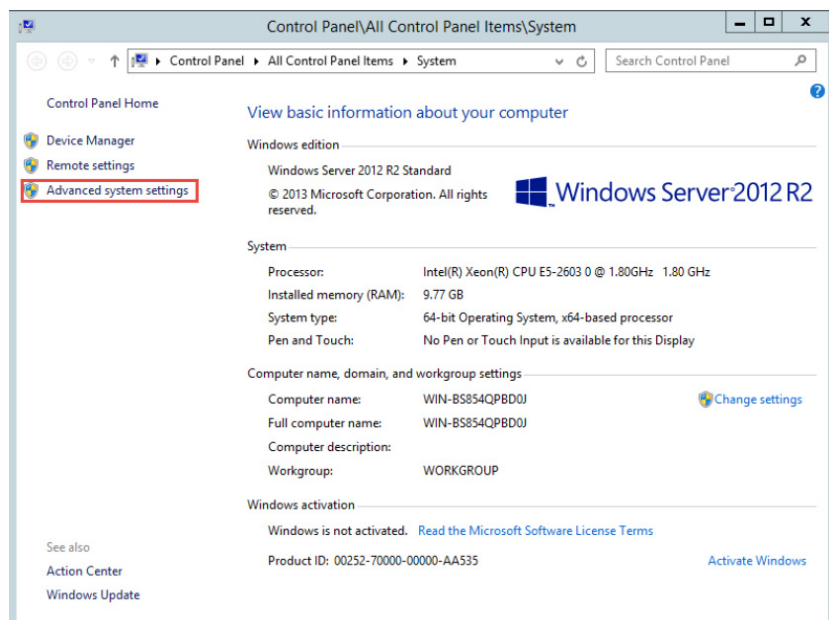 Control Panel\All Control Panel Items\System
Control Panel ▸ All Control Panel Items ▸ System
Search Control Panel
Control Panel Home
Device Manager
Remote settings
Advanced system settings
See also
Action Center
Windows Update
View basic information about your computer
Windows edition
Windows Server 2012 R2 Standard
© 2013 Microsoft Corporation. All rights
reserved.
Windows Server 2012 R2
System
Processor: Intel(R) Xeon(R) CPU E5-2603 0 @ 1.80GHz 1.80 GHz
Installed memory (RAM): 9.77 GB
System type: 64-bit Operating System, x64-based processor
Pen and Touch: No Pen or Touch Input is available for this Display
Computer name, domain, and workgroup settings
Computer name: WIN-BS854QPBD0J
Change settings
Full computer name: WIN-BS854QPBD0J
Computer description:
Workgroup: WORKGROUP
Windows activation
Windows is not activated. Read the Microsoft Software License Terms
Product ID: 00252-70000-00000-AA535
Activate Windows